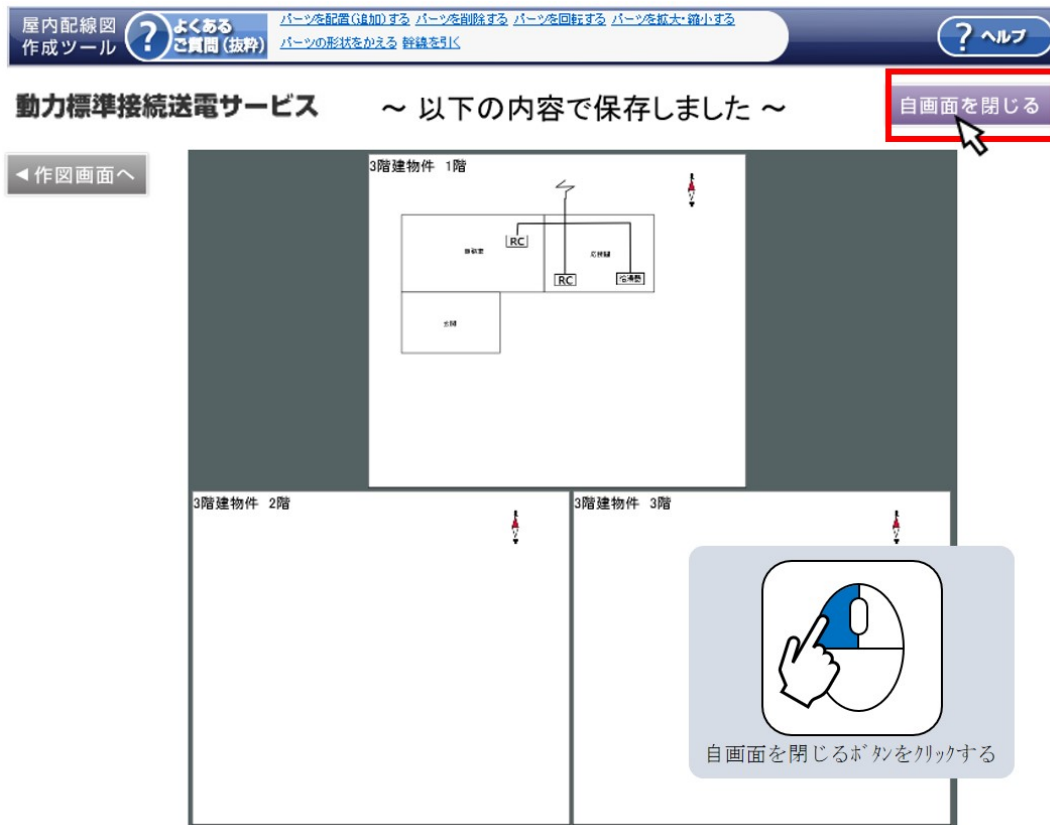 屋内配線図
作成ツール
?
よくある
ご質問(抜粋)
パーツを配置(追加)する パーツを削除する パーツを回転する パーツを拡大・縮小する
パーツの形状をかえる 幹線を引く
? ヘルプ
動力標準接続送電サービス
～ 以下の内容で保存しました ～
自画面を閉じる
◀作図画面へ
3階建物件 1階
RC
RC
給湯器
玄関
3階建物件 2階
3階建物件 3階
自画面を閉じるボタンをクリックする